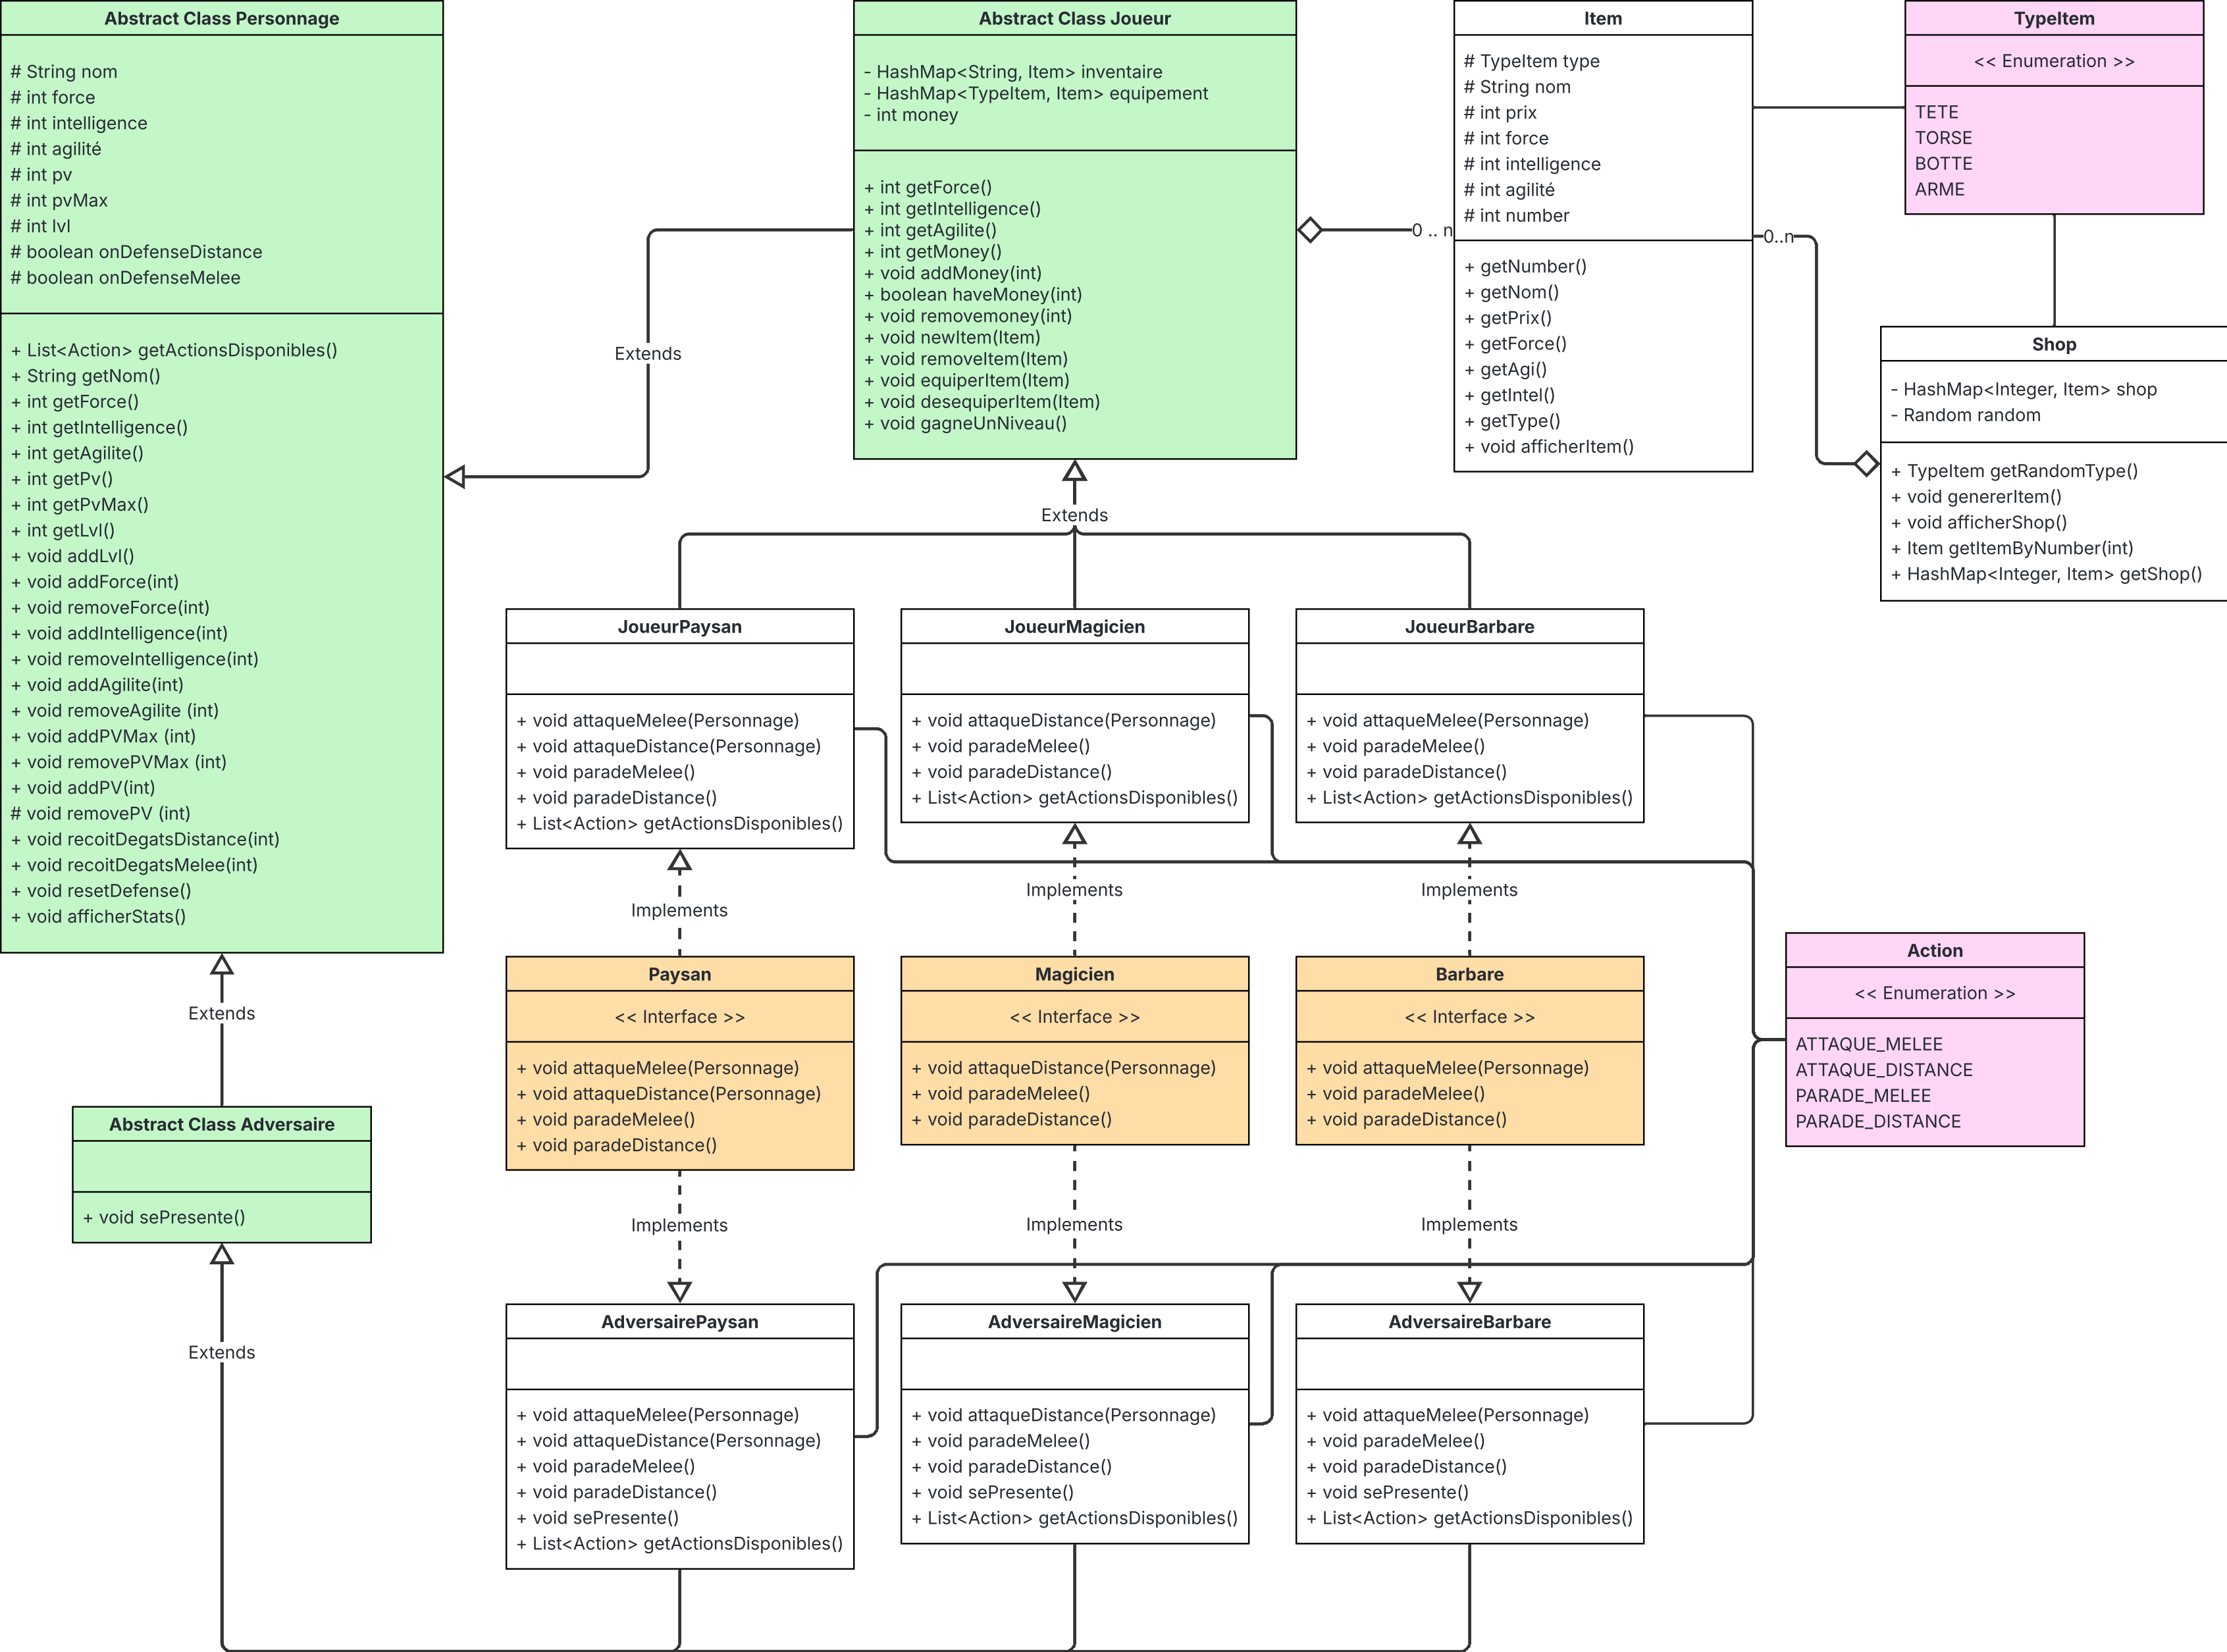 Abstract Class Personnage
# String nom
# int force
# int intelligence
# int agilité
# int pv
# int pvMax
# int lvl
# boolean onDefenseDistance
# boolean onDefenseMelee
+ List<Action> getActionsDisponibles()
+ String getNom()
+ int getForce()
+ int getIntelligence()
+ int getAgilite()
+ int getPv()
+ int getPvMax()
+ int getLvl()
+ void addLvl()
+ void addForce(int)
+ void removeForce(int)
+ void addIntelligence(int)
+ void removeIntelligence(int)
+ void addAgilite(int)
+ void removeAgilite (int)
+ void addPVMax (int)
+ void removePVMax (int)
+ void addPV(int)
# void removePV (int)
+ void recoitDegatsDistance(int)
+ void recoitDegatsMelee(int)
+ void resetDefense()
+ void afficherStats()
Extends
Abstract Class Joueur
- HashMap<String, Item> inventaire
- HashMap<TypeItem, Item> equipement
- int money
+ int getForce()
+ int getIntelligence()
+ int getAgilite()
+ int getMoney()
+ void addMoney(int)
+ boolean haveMoney(int)
+ void removemoney(int)
+ void newItem(Item)
+ void removeItem(Item)
+ void equiperItem(Item)
+ void desequiperItem(Item)
+ void gagneUnNiveau()
0 .. n
Item
# TypeItem type
# String nom
# int prix
# int force
# int intelligence
# int agilité
# int number
+ getNumber()
+ getNom()
+ getPrix()
+ getForce()
+ getAgi()
+ getIntel()
+ getType()
+ void afficherItem()
0..n
TypeItem
<< Enumeration >>
TETE
TORSE
BOTTE
ARME
Shop
- HashMap<Integer, Item> shop
- Random random
+ TypeItem getRandomType()
+ void genererItem()
+ void afficherShop()
+ Item getItemByNumber(int)
+ HashMap<Integer, Item> getShop()
Extends
JoueurPaysan
+ void attaqueMelee(Personnage)
+ void attaqueDistance(Personnage)
+ void paradeMelee()
+ void paradeDistance()
+ List<Action> getActionsDisponibles()
JoueurMagicien
+ void attaqueDistance(Personnage)
+ void paradeMelee()
+ void paradeDistance()
+ List<Action> getActionsDisponibles()
JoueurBarbare
+ void attaqueMelee(Personnage)
+ void paradeMelee()
+ void paradeDistance()
+ List<Action> getActionsDisponibles()
Implements
Implements
Implements
Paysan
<< Interface >>
+ void attaqueMelee(Personnage)
+ void attaqueDistance(Personnage)
+ void paradeMelee()
+ void paradeDistance()
Magicien
<< Interface >>
+ void attaqueDistance(Personnage)
+ void paradeMelee()
+ void paradeDistance()
Barbare
<< Interface >>
+ void attaqueMelee(Personnage)
+ void paradeMelee()
+ void paradeDistance()
Action
<< Enumeration >>
ATTAQUE_MELEE
ATTAQUE_DISTANCE
PARADE_MELEE
PARADE_DISTANCE
Extends
Abstract Class Adversaire
+ void sePresente()
Implements
Implements
Implements
Extends
AdversairePaysan
+ void attaqueMelee(Personnage)
+ void attaqueDistance(Personnage)
+ void paradeMelee()
+ void paradeDistance()
+ void sePresente()
+ List<Action> getActionsDisponibles()
AdversaireMagicien
+ void attaqueDistance(Personnage)
+ void paradeMelee()
+ void paradeDistance()
+ void sePresente()
+ List<Action> getActionsDisponibles()
AdversaireBarbare
+ void attaqueMelee(Personnage)
+ void paradeMelee()
+ void paradeDistance()
+ void sePresente()
+ List<Action> getActionsDisponibles()